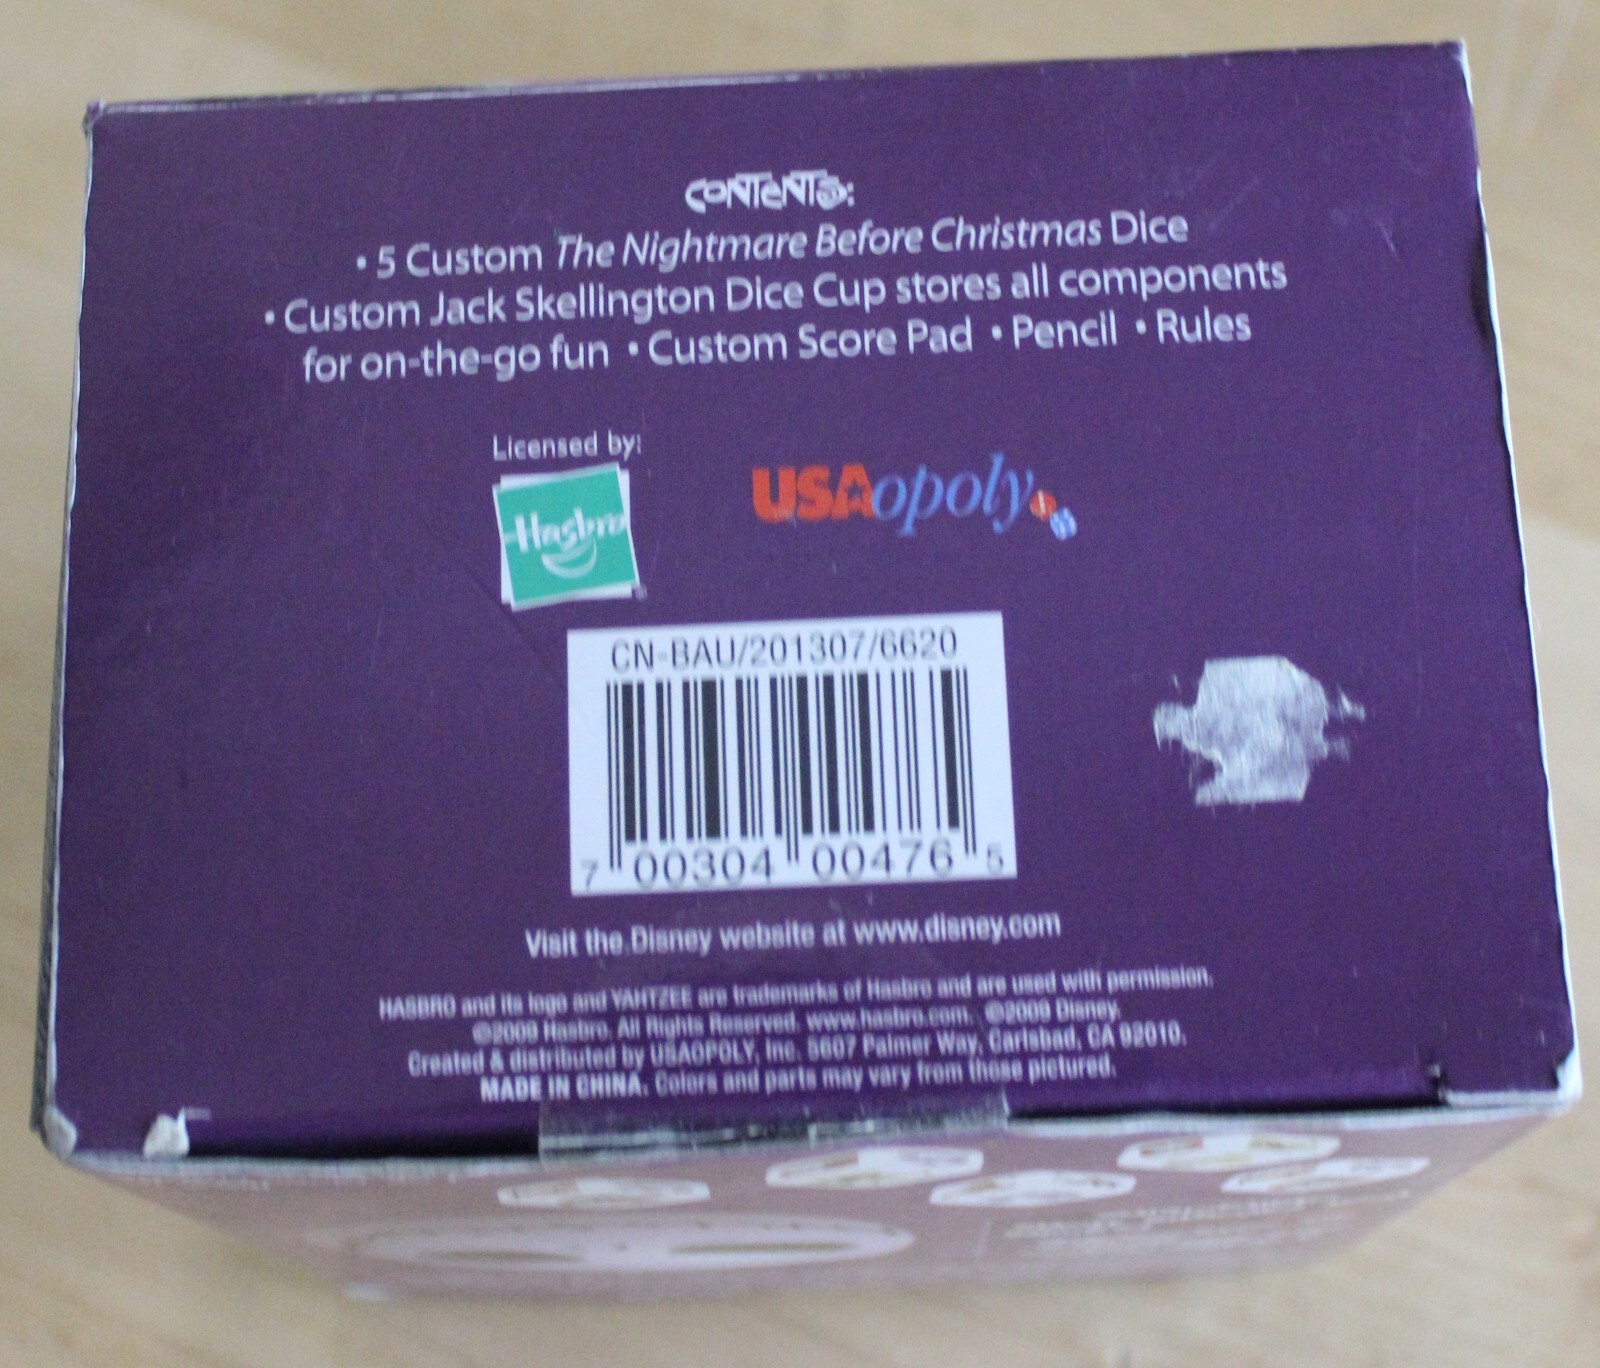 CONTENTS:
• 5 Custom The Nightmare Before Christmas Dice
• Custom Jack Skellington Dice Cup stores all components
for on-the-go fun • Custom Score Pad • Pencil • Rules
Licensed by:
Hasbro
USAopoly
CN-BAU/201307/6620
7 00304 00476 5
Visit the Disney website at www.disney.com
HASBRO and its logo and YAHTZEE are trademarks of Hasbro and are used with permission.
©2009 Hasbro. All Rights Reserved. www.hasbro.com. ©2009 Disney.
Created & distributed by USAOPOLY, Inc. 5607 Palmer Way, Carlsbad, CA 92010.
MADE IN CHINA. Colors and parts may vary from those pictured.